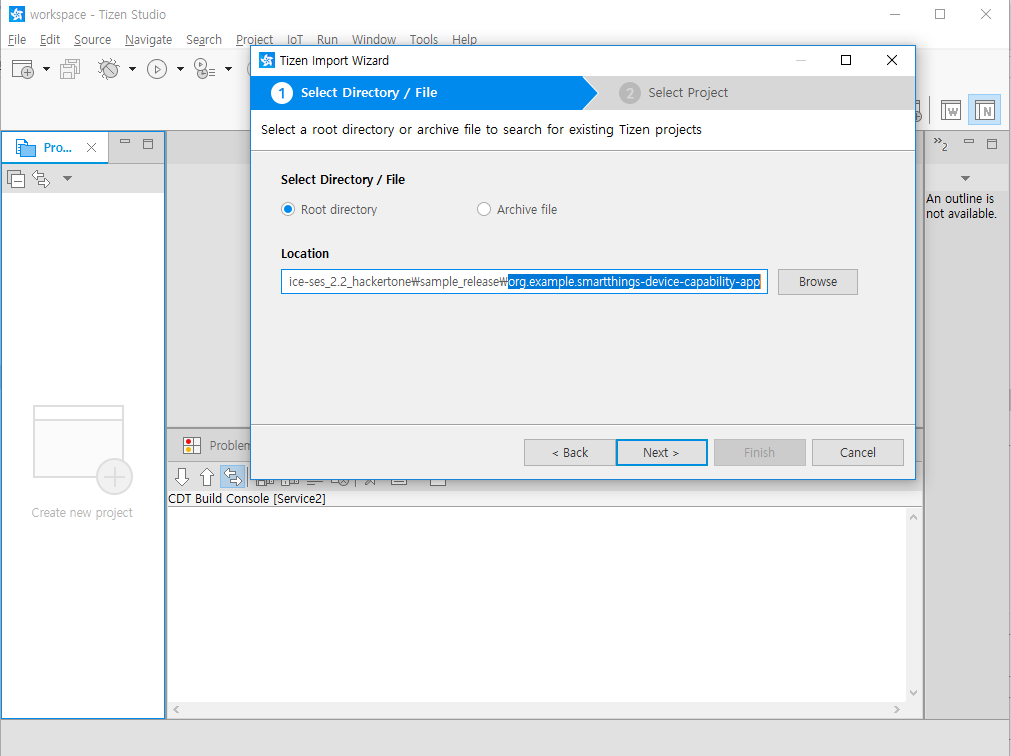 workspace - Tizen Studio
File Edit Source Navigate Search Project IoT Run Window Tools Help
Tizen Import Wizard
1 Select Directory / File
2 Select Project
Select a root directory or archive file to search for existing Tizen projects
Pro...
2
An outline is
not available.
Select Directory / File
Root directory
Archive file
Location
ice-ses_2.2_hackertone₩sample_release₩org.example.smartthings-device-capability-app
Browse
< Back
Next >
Finish
Cancel
Create new project
Problem
CDT Build Console [Service2]
W
N